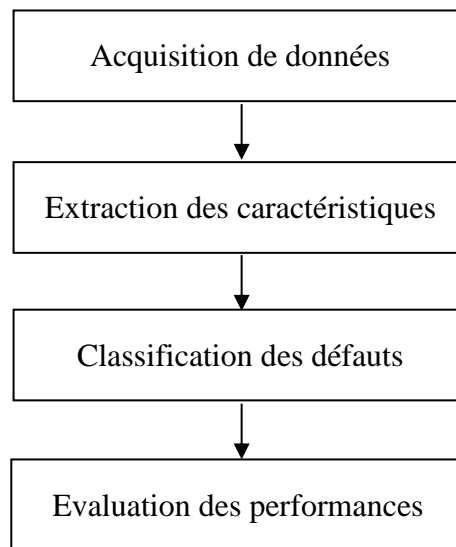 Acquisition de données
Extraction des caractéristiques
Classification des défauts
Evaluation des performances